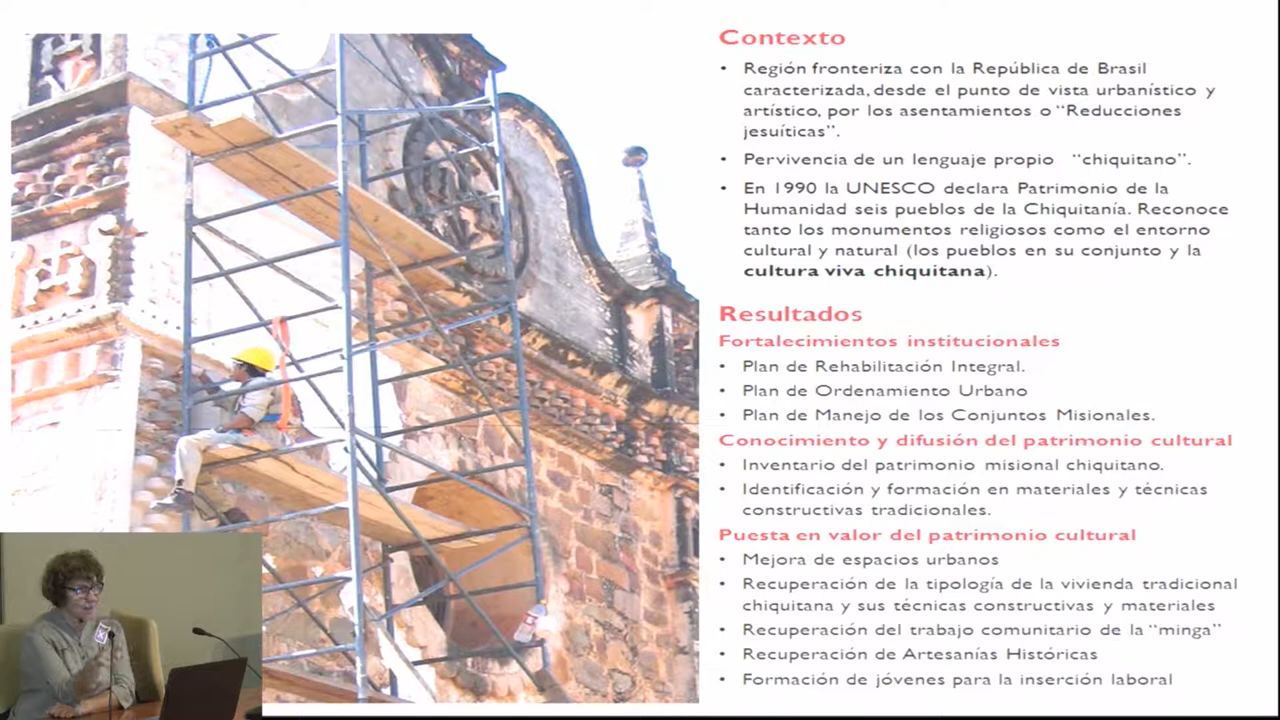 Contexto
• Región fronteriza con la República de Brasil
caracterizada, desde el punto de vista urbanístico y
artístico, por los asentamientos o “Reducciones
jesuíticas”.
• Pervivencia de un lenguaje propio “chiquitano”.
• En 1990 la UNESCO declara Patrimonio de la
Humanidad seis pueblos de la Chiquitanía. Reconoce
tanto los monumentos religiosos como el entorno
cultural y natural (los pueblos en su conjunto y la
cultura viva chiquitana).
Resultados
Fortalecimientos institucionales
• Plan de Rehabilitación Integral.
• Plan de Ordenamiento Urbano
• Plan de Manejo de los Conjuntos Misionales.
Conocimiento y difusión del patrimonio cultural
• Inventario del patrimonio misional chiquitano.
• Identificación y formación en materiales y técnicas
constructivas tradicionales.
Puesta en valor del patrimonio cultural
• Mejora de espacios urbanos
• Recuperación de la tipología de la vivienda tradicional
chiquitana y sus técnicas constructivas y materiales
• Recuperación del trabajo comunitario de la “minga”
• Recuperación de Artesanías Históricas
• Formación de jóvenes para la inserción laboral